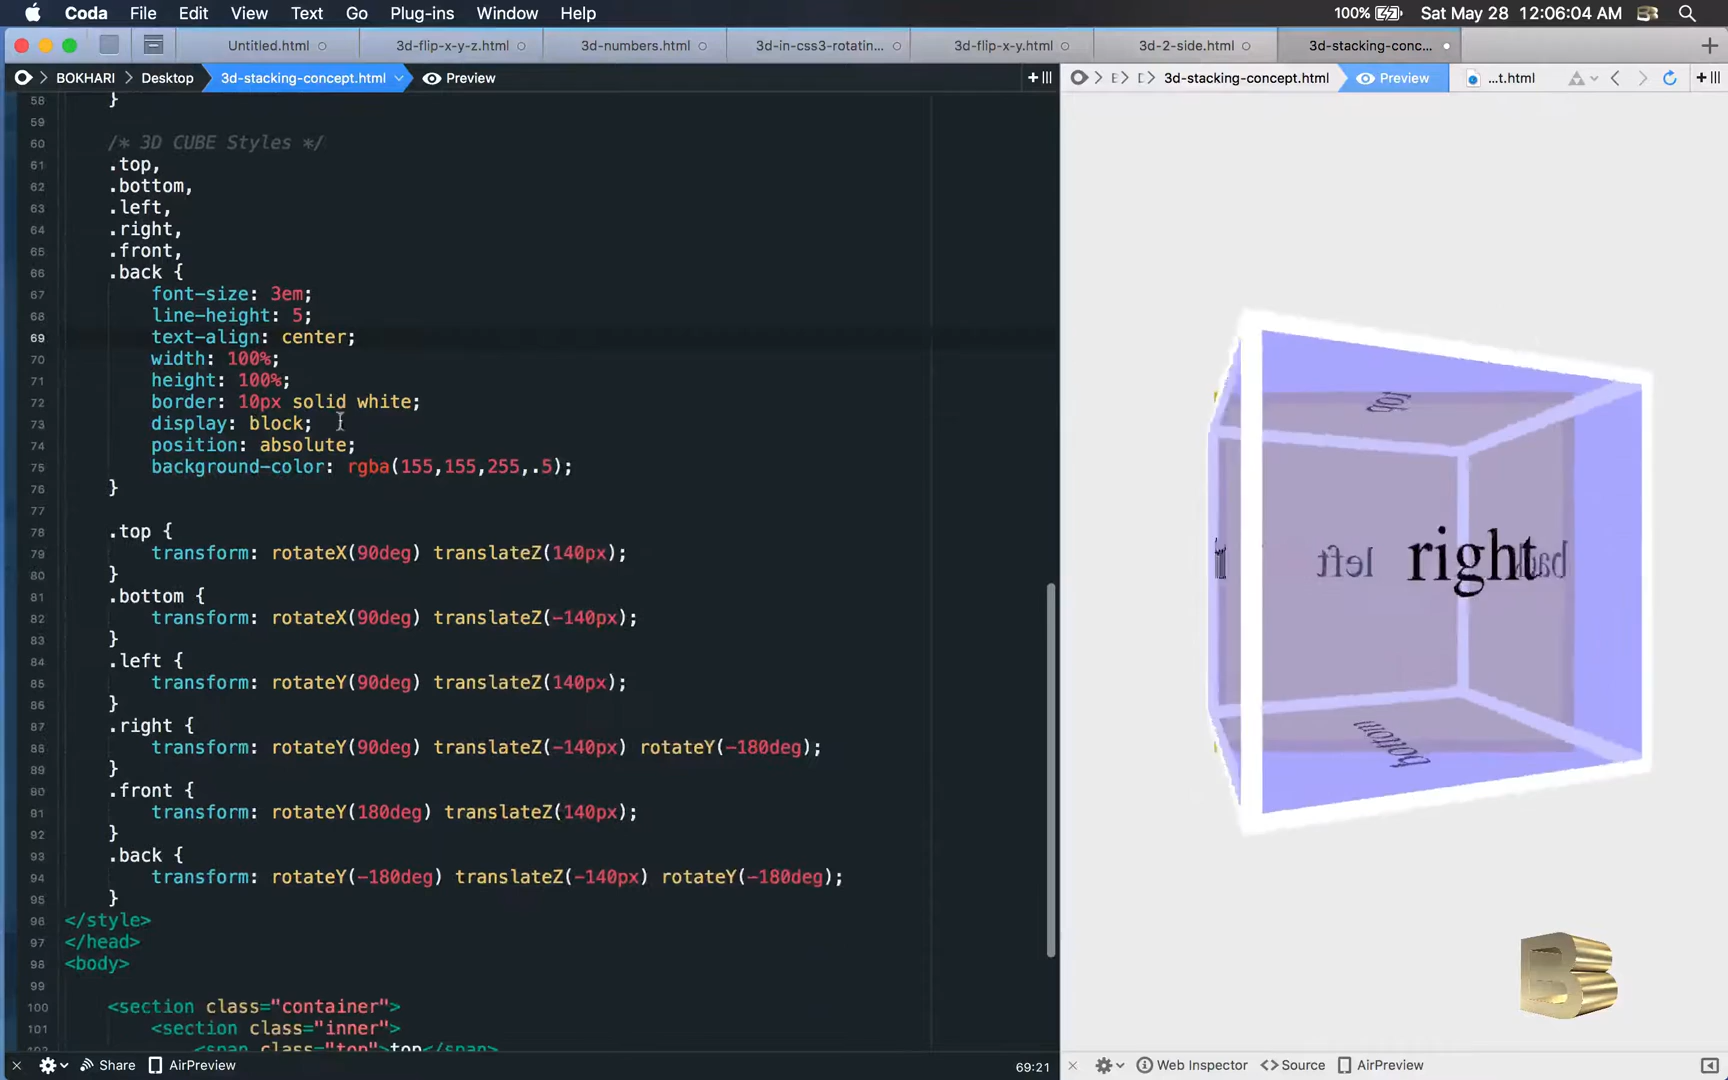 Coda File Edit View Text Go Plug-ins Window Help 100% Sat May 28 12:06:04 AM
Untitled.html 3d-flip-x-y-z.html 3d-numbers.html 3d-in-css3-rotatin... 3d-flip-x-y.html 3d-2-side.html 3d-stacking-conc...
BOKHARI Desktop 3d-stacking-concept.html Preview
3d-stacking-concept.html Preview ...t.html
58 }
59
60 /* 3D CUBE Styles */
61 .top,
62 .bottom,
63 .left,
64 .right,
65 .front,
66 .back {
67 font-size: 3em;
68 line-height: 5;
69 text-align: center;
70 width: 100%;
71 height: 100%;
72 border: 10px solid white;
73 display: block;
74 position: absolute;
75 background-color: rgba(155,155,255,.5);
76 }
77
78 .top {
79 transform: rotateX(90deg) translateZ(140px);
80 }
81 .bottom {
82 transform: rotateX(90deg) translateZ(-140px);
83 }
84 .left {
85 transform: rotateY(90deg) translateZ(140px);
86 }
87 .right {
88 transform: rotateY(90deg) translateZ(-140px) rotateY(-180deg);
89 }
90 .front {
91 transform: rotateY(180deg) translateZ(140px);
92 }
93 .back {
94 transform: rotateY(-180deg) translateZ(-140px) rotateY(-180deg);
95 }
96 </style>
97 </head>
98 <body>
99
100 <section class="container">
101 <section class="inner">
<span class="top">top</span>
top
left
right
back
bottom
B
Share AirPreview 69:21
Web Inspector Source AirPreview